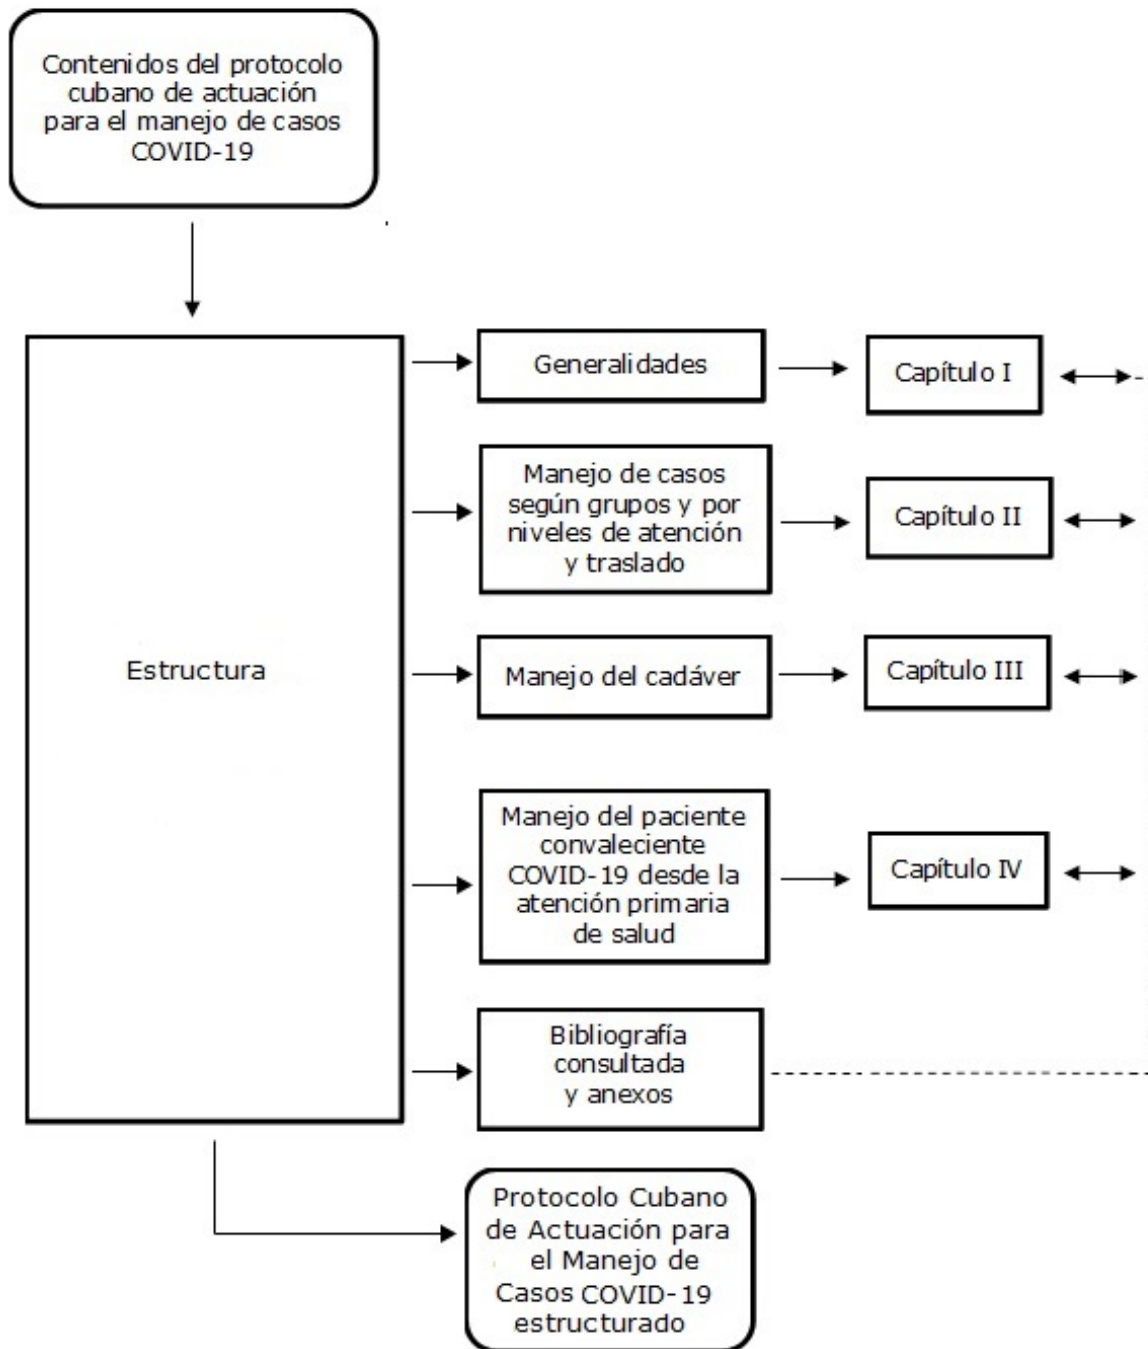 Contenidos del protocolo
cubano de actuación
para el manejo de casos
COVID-19
Estructura
Generalidades
Capítulo I
Manejo de casos
según grupos y por
niveles de atención
y traslado
Capítulo II
Manejo del cadáver
Capítulo III
Manejo del paciente
convaleciente
COVID-19 desde la
atención primaria
de salud
Capítulo IV
Bibliografía
consultada
y anexos
Protocolo Cubano
de Actuación para
el Manejo de
Casos COVID-19
estructurado